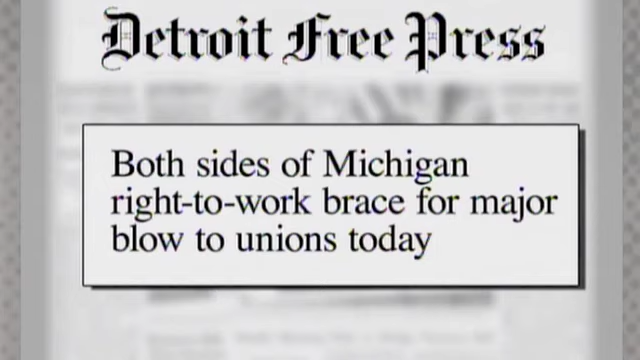 Detroit Free Press
Both sides of Michigan
right-to-work brace for major
blow to unions today